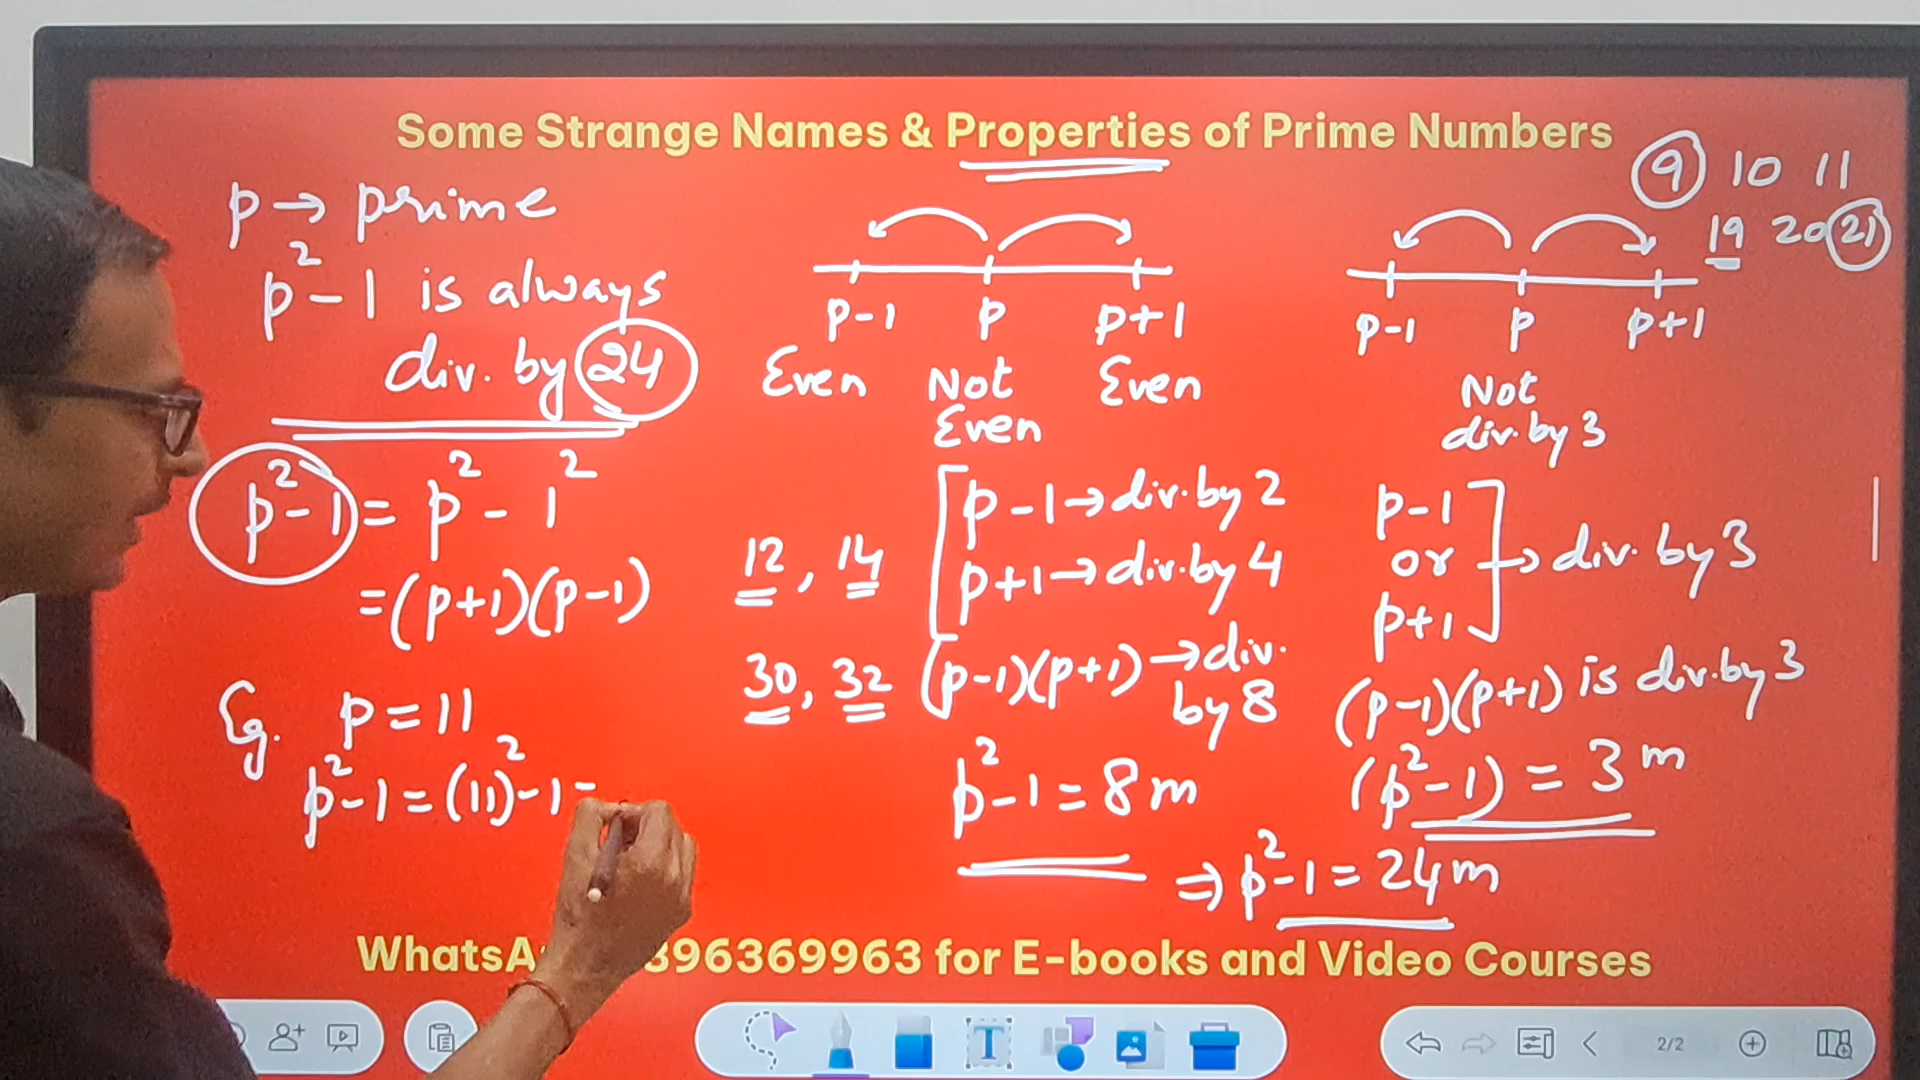 Some Strange Names & Properties of Prime Numbers
p → prime
p² - 1 is always
div. by 24
p² - 1 = p² - 1²
= (p+1)(p-1)
Eg. p = 11
p² - 1 = (11)² - 1 =
p-1 p p+1
Even Not Even Even
12, 14
30, 32
p-1 → div. by 2
p+1 → div. by 4
(p-1)(p+1) → div. by 8
p² - 1 = 8m
9 10 11
19 20 21
p-1 p p+1
Not
div. by 3
p-1
or → div. by 3
p+1
(p-1)(p+1) is div. by 3
(p² - 1) = 3m
⇒ p² - 1 = 24m
96369963 for E-books and Video Courses
2/2